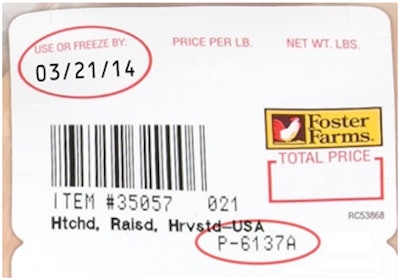 USE OR FREEZE BY: PRICE PER LB. NET WT. LBS.
03/21/14
Foster
Farms.
TOTAL PRICE
ITEM #35057 021
RC53868
Htchd, Raisd, Hrvstd-USA
P-6137A